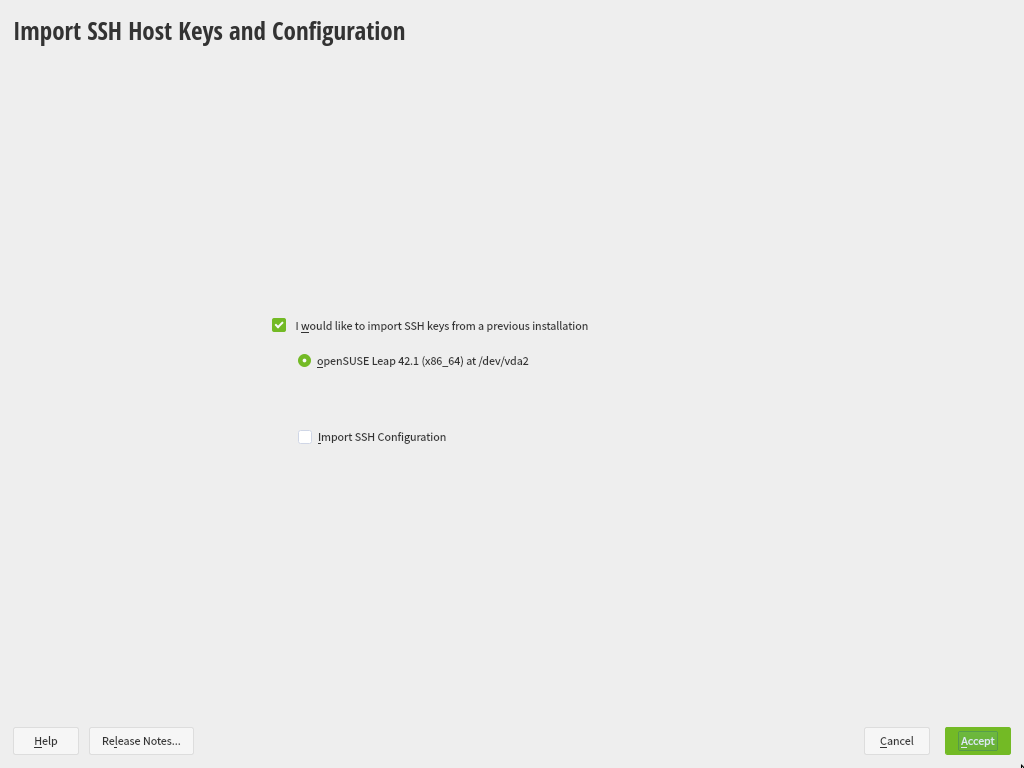 Import SSH Host Keys and Configuration
I would like to import SSH keys from a previous installation
openSUSE Leap 42.1 (x86_64) at /dev/vda2
Import SSH Configuration
Help Release Notes... Cancel Accept